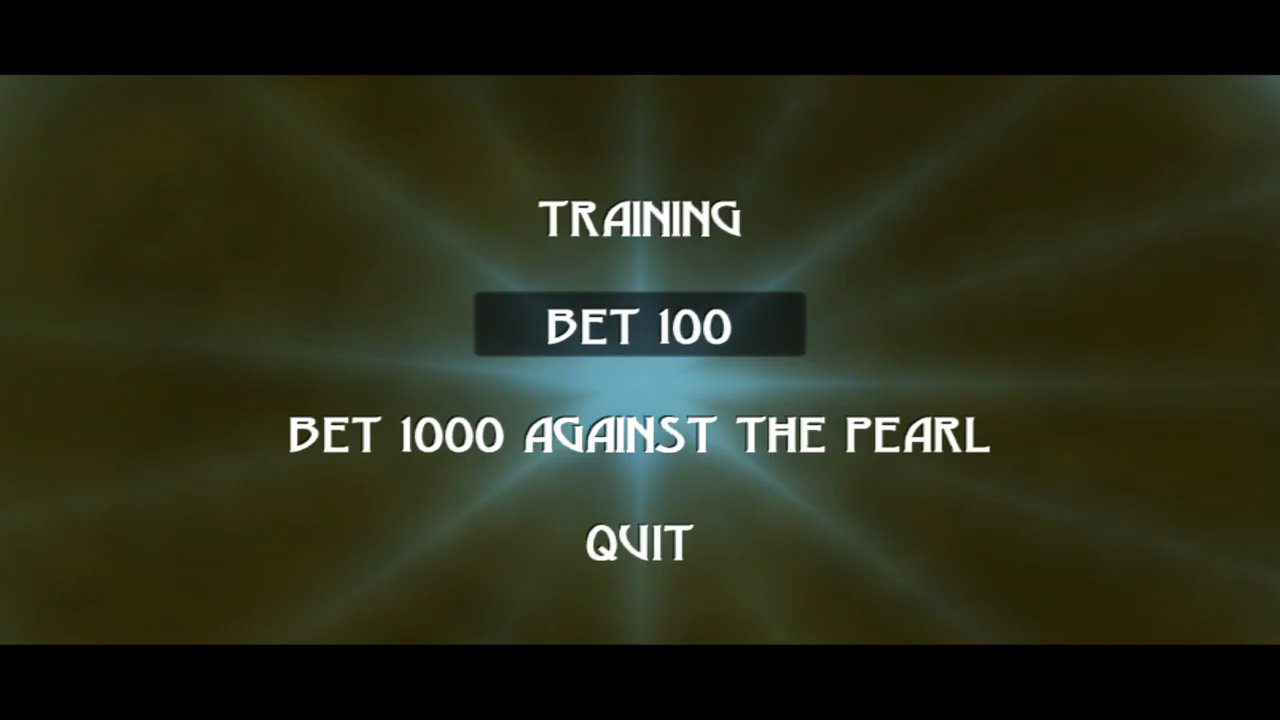 TRAINING
BET 100
BET 1000 AGAINST THE PEARL
QUIT